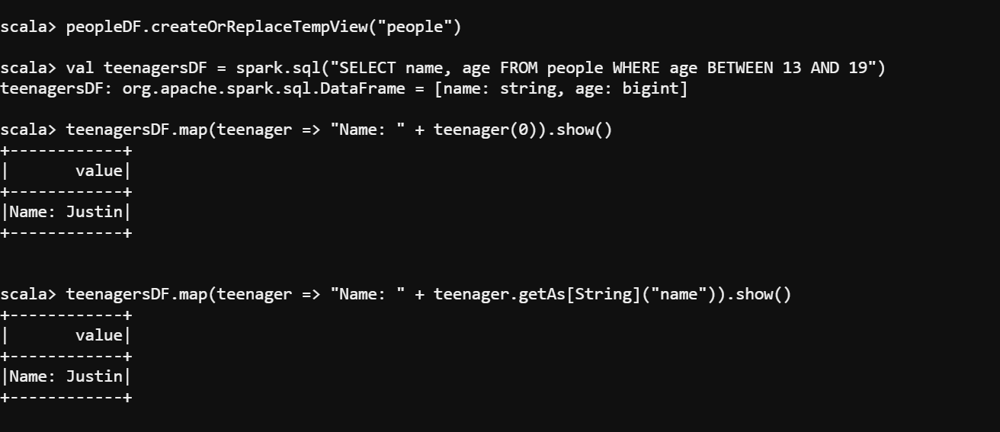 scala> peopleDF.createOrReplaceTempView("people")
scala> val teenagersDF = spark.sql("SELECT name, age FROM people WHERE age BETWEEN 13 AND 19")
teenagersDF: org.apache.spark.sql.DataFrame = [name: string, age: bigint]
scala> teenagersDF.map(teenager => "Name: " + teenager(0)).show()
+------------+
|       value|
+------------+
|Name: Justin|
+------------+
scala> teenagersDF.map(teenager => "Name: " + teenager.getAs[String]("name")).show()
+------------+
|       value|
+------------+
|Name: Justin|
+------------+